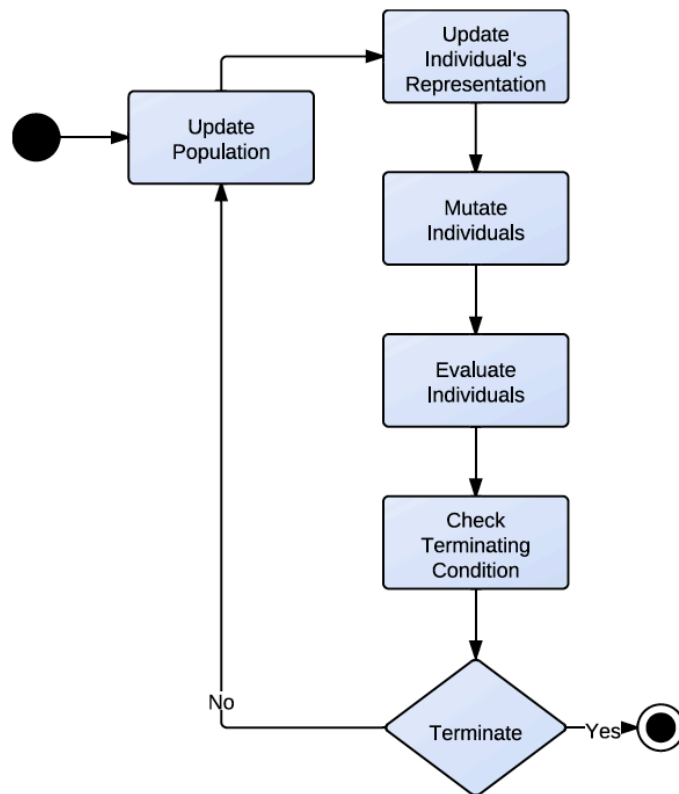 Update
Individual's
Representation
Update
Population
Mutate
Individuals
Evaluate
Individuals
Check
Terminating
Condition
No
Terminate
Yes